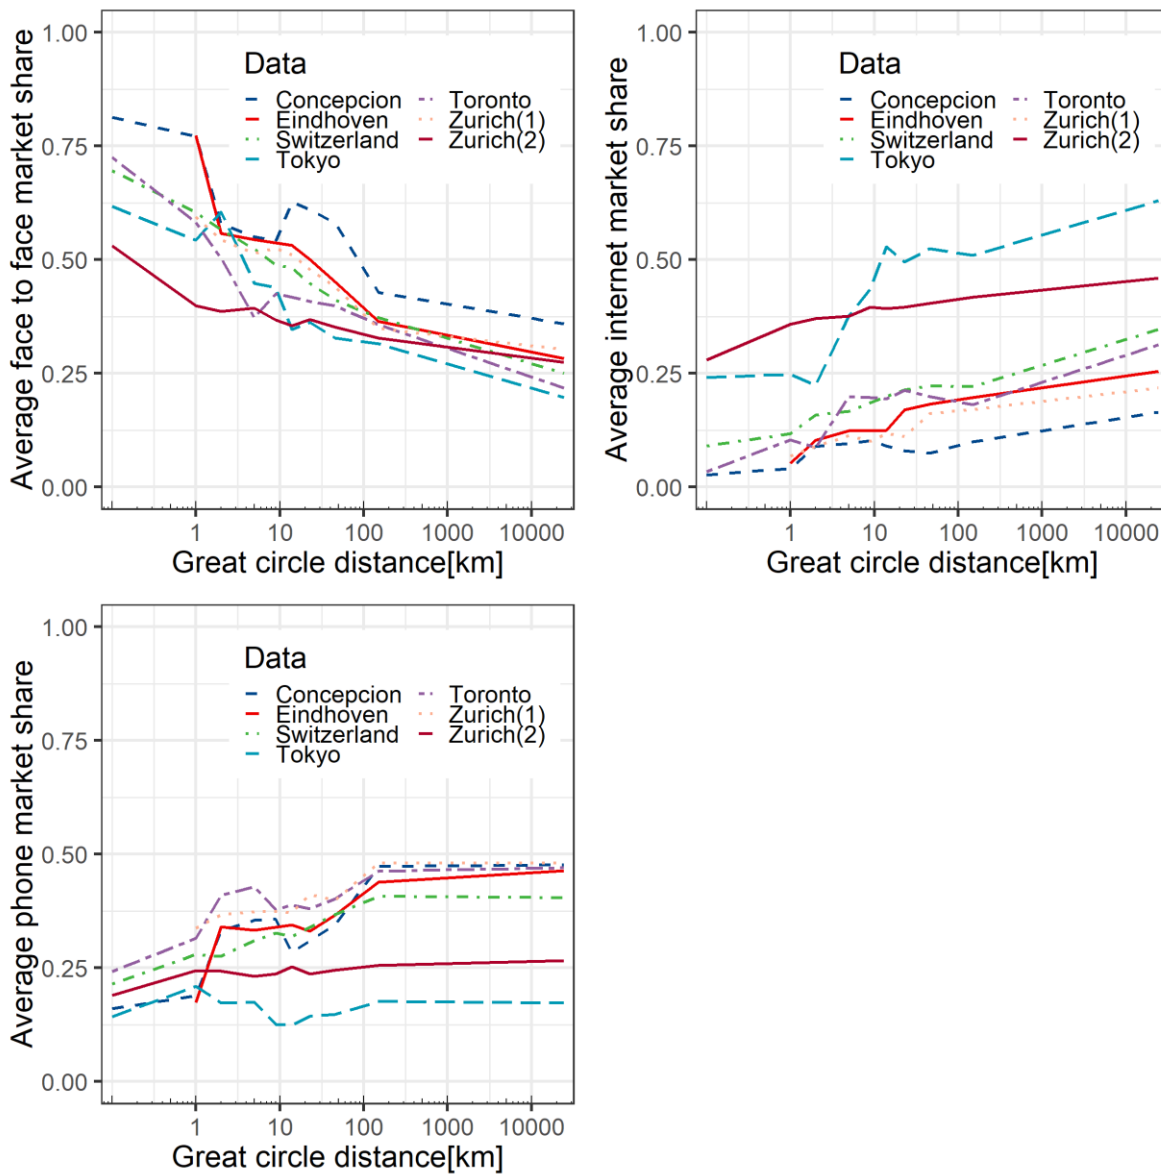 Average face to face market share
1.00
0.75
0.50
0.25
0.00
Data
Concepcion
Eindhoven
Switzerland
Tokyo
Toronto
Zurich(1)
Zurich(2)
1 10 100 1000 10000
Great circle distance[km]
Average internet market share
1.00
0.75
0.50
0.25
0.00
Data
Concepcion
Eindhoven
Switzerland
Tokyo
Toronto
Zurich(1)
Zurich(2)
1 10 100 1000 10000
Great circle distance[km]
Average phone market share
1.00
0.75
0.50
0.25
0.00
Data
Concepcion
Eindhoven
Switzerland
Tokyo
Toronto
Zurich(1)
Zurich(2)
1 10 100 1000 10000
Great circle distance[km]